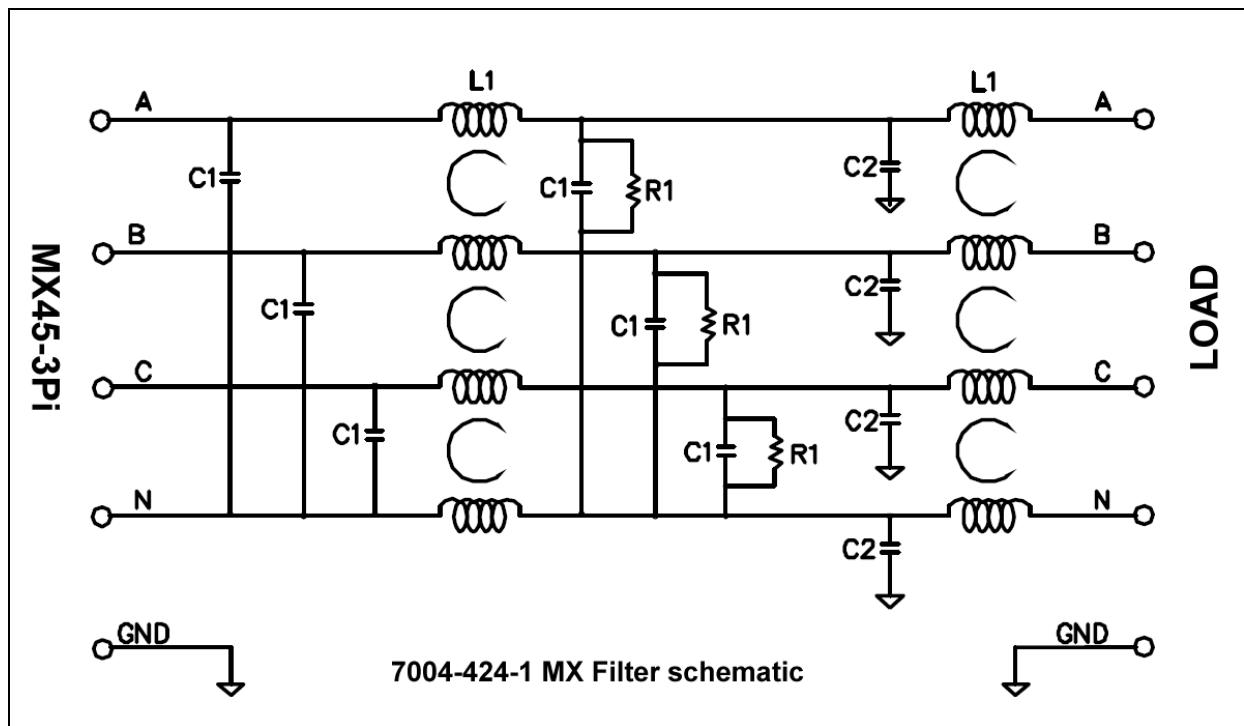 L1
L1
A
A
C1
C1
R1
C2
B
B
C1
C1
R1
C2
MX45-3Pi
LOAD
C
C
C1
C1
R1
C2
N
N
C2
GND
GND
7004-424-1 MX Filter schematic